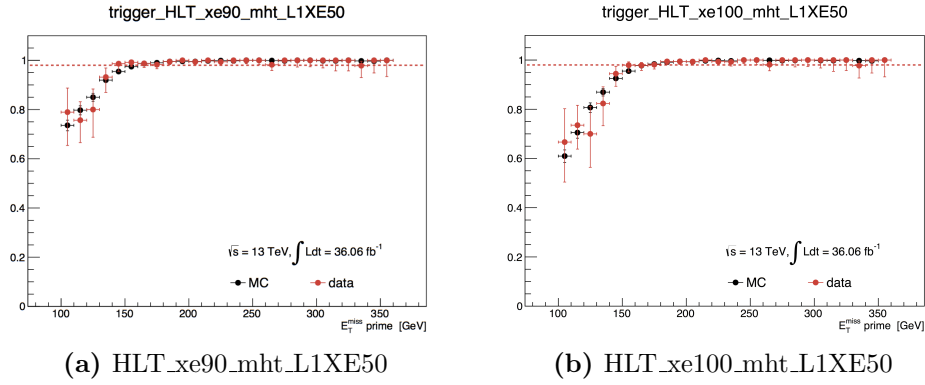 trigger_HLT_xe90_mht_L1XE50
1
0.8
0.6
0.4
0.2
0
√s = 13 TeV, ∫ Ldt = 36.06 fb⁻¹
MC data
100 150 200 250 300 350
E_T^miss prime [GeV]
(a) HLT_xe90_mht_L1XE50
trigger_HLT_xe100_mht_L1XE50
1
0.8
0.6
0.4
0.2
0
√s = 13 TeV, ∫ Ldt = 36.06 fb⁻¹
MC data
100 150 200 250 300 350
E_T^miss prime [GeV]
(b) HLT_xe100_mht_L1XE50